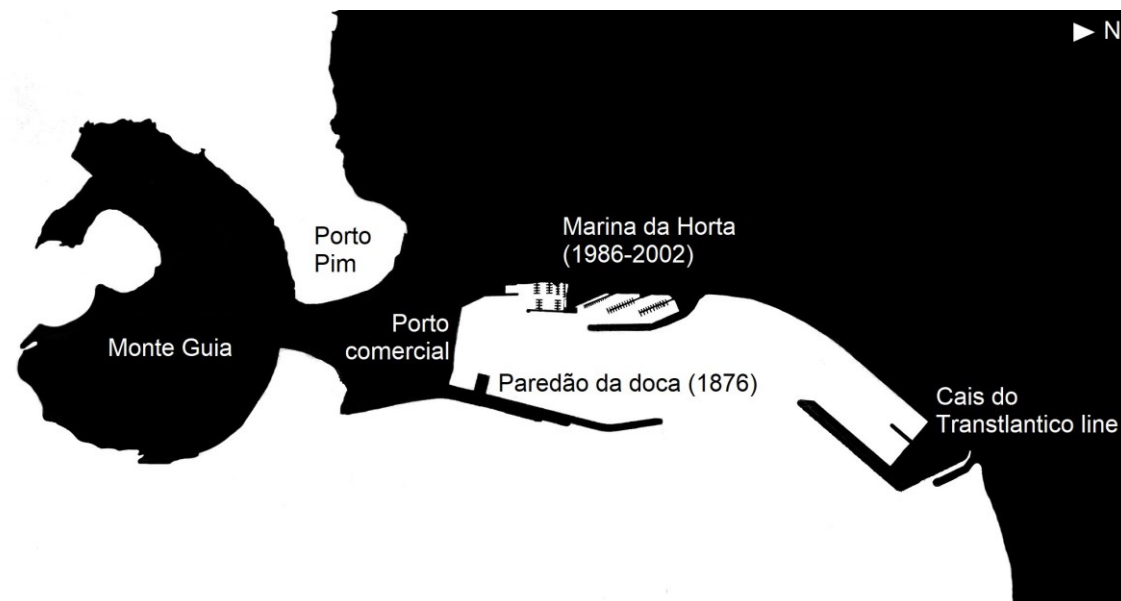 N
Marina da Horta
(1986-2002)
Porto
Pim
Porto
comercial
Monte Guia
Paredão da doca (1876)
Cais do
Transtlantico line